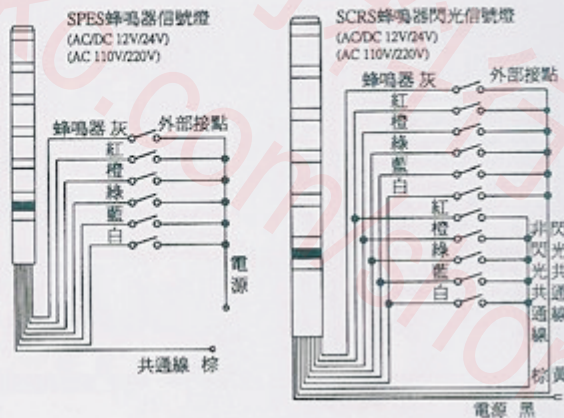 SPES蜂鳴器信號燈
(AC/DC 12V/24V)
(AC 110V/220V)
蜂鳴器 灰 外部接點
紅
橙
綠
藍
白
電源
共通線 棕
SCRS蜂鳴器閃光信號燈
(AC/DC 12V/24V)
(AC 110V/220V)
蜂鳴器 灰 外部接點
紅
橙
綠
藍
白
紅
橙
綠
藍
白
非閃光共通線
閃光共通線
棕 黃
電源 黑